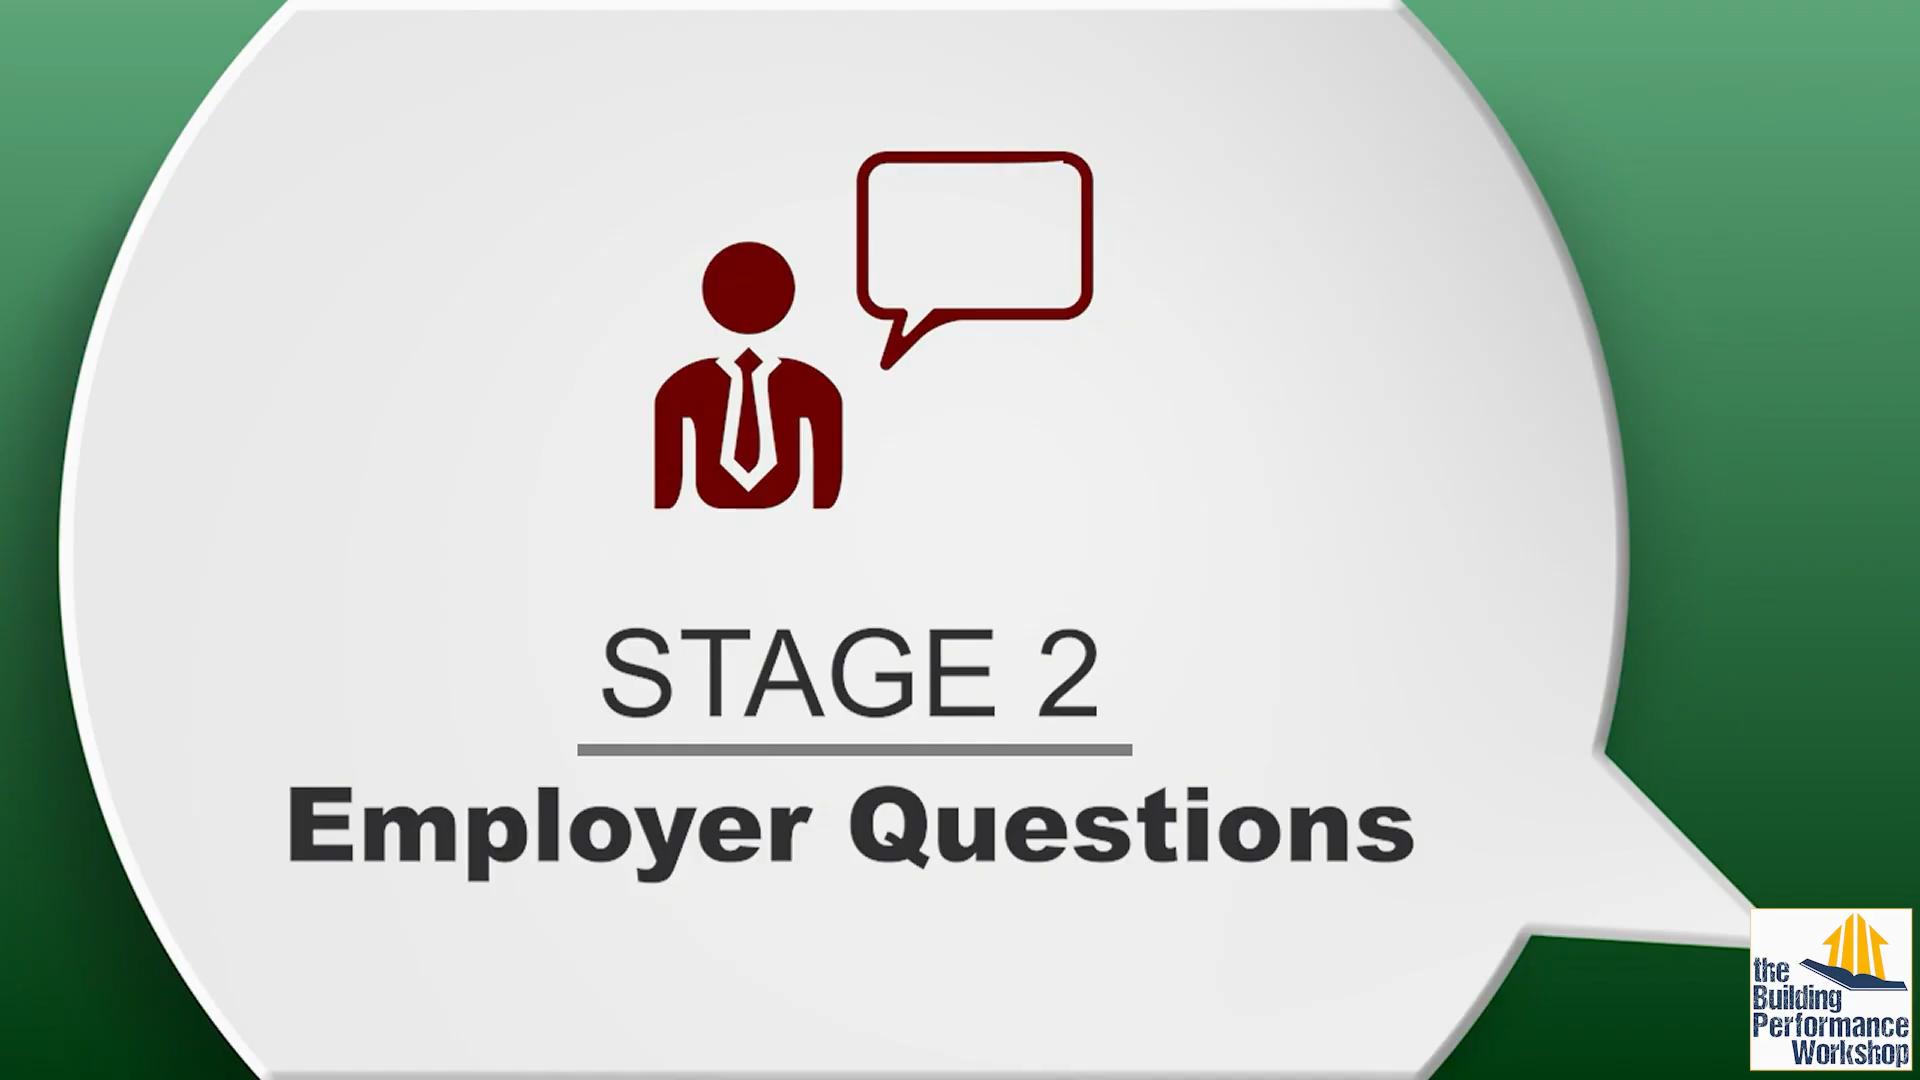 STAGE 2
Employer Questions
the
Building
Performance
Workshop